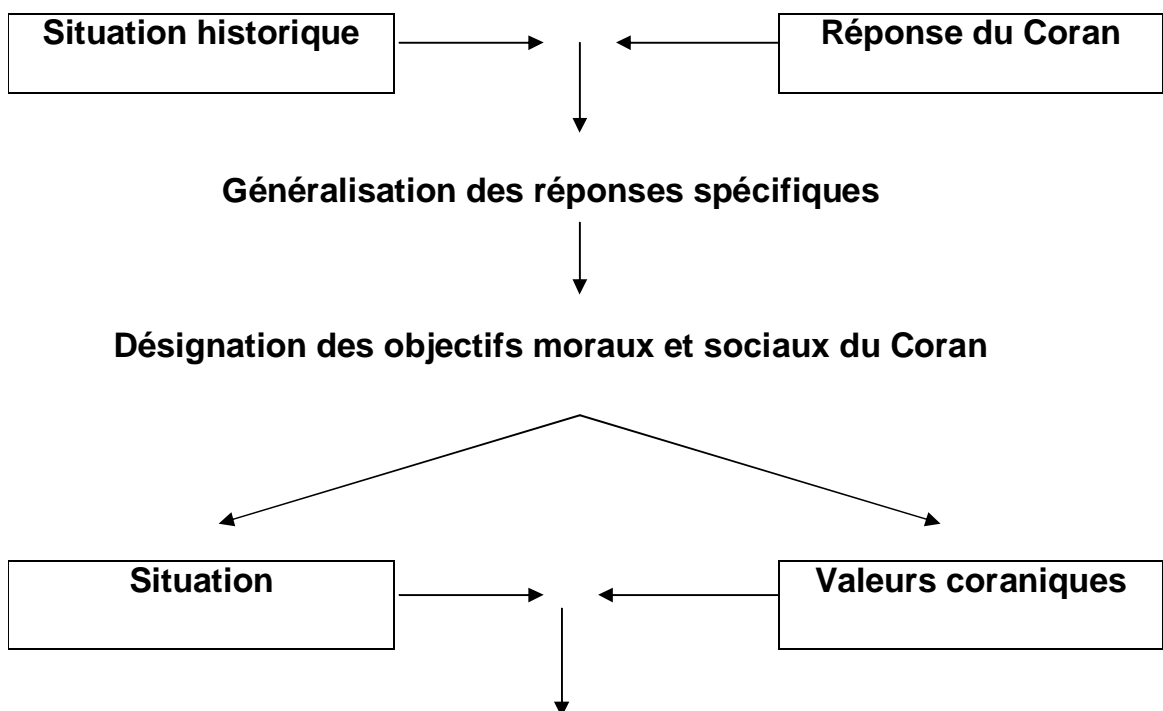 Situation historique
Réponse du Coran
Généralisation des réponses spécifiques
Désignation des objectifs moraux et sociaux du Coran
Situation
Valeurs coraniques